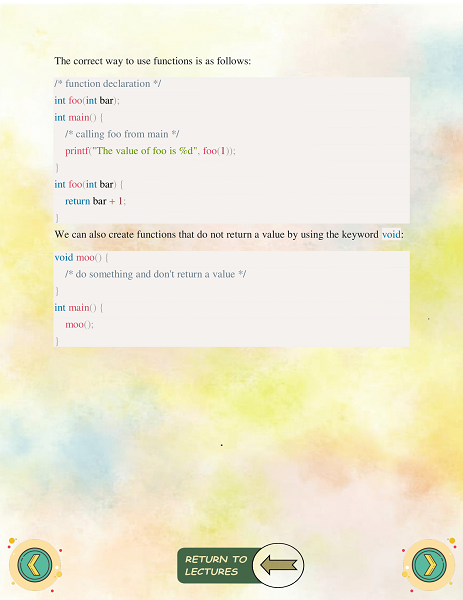 The correct way to use functions is as follows:
/* function declaration */
int foo(int bar);
int main() {
/* calling foo from main */
printf("The value of foo is %d", foo(1));
}
int foo(int bar) {
return bar + 1;
}
We can also create functions that do not return a value by using the keyword void:
void moo() {
/* do something and don't return a value */
}
int main() {
moo();
}
RETURN TO
LECTURES